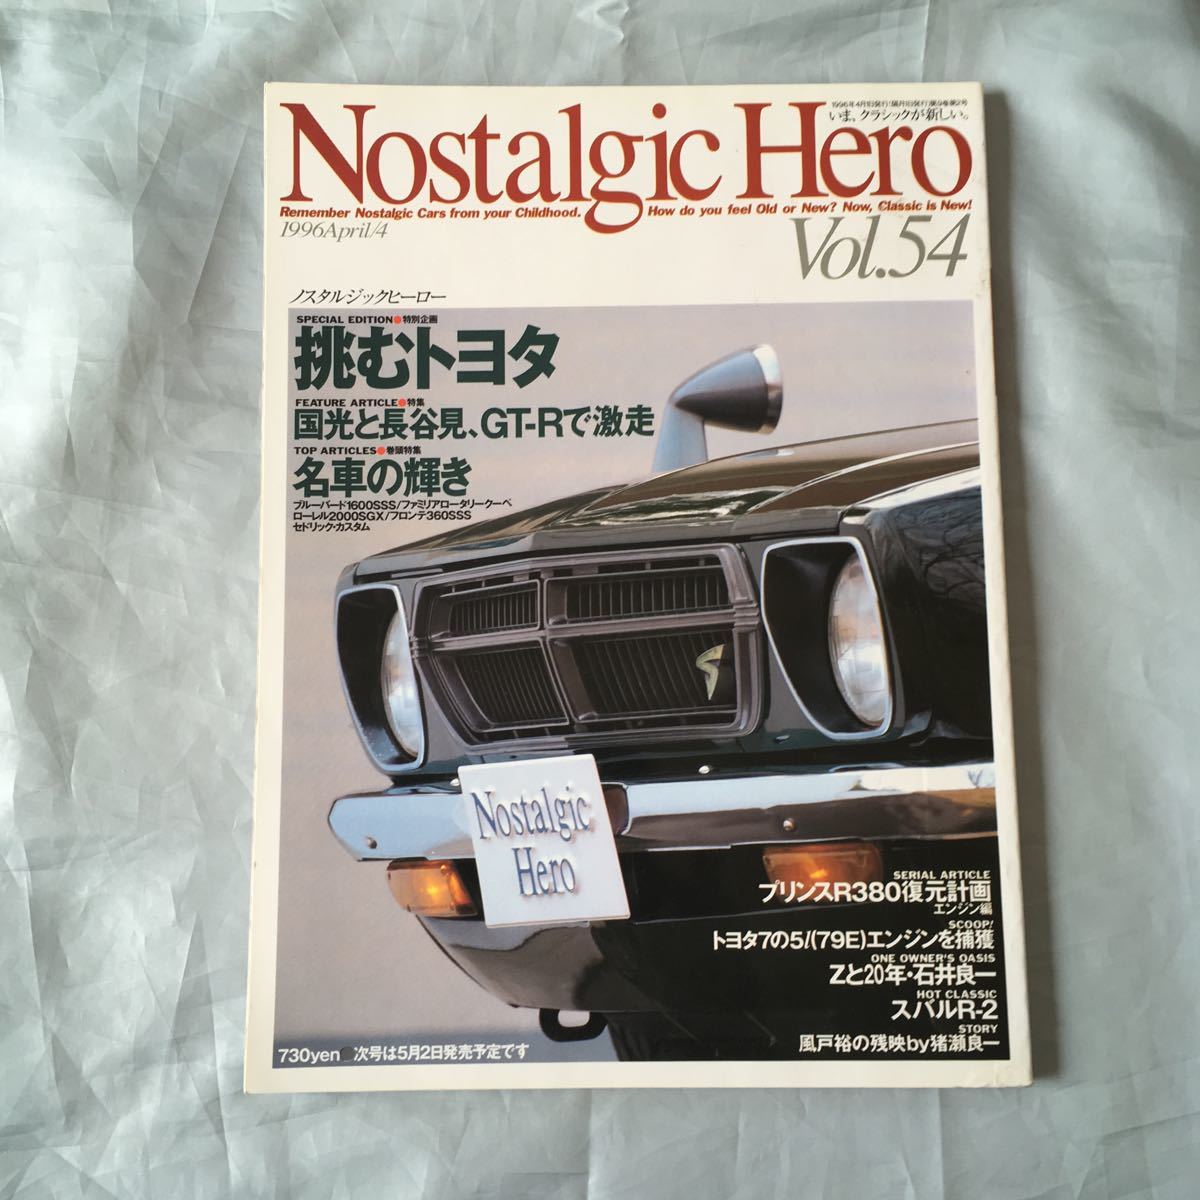 1996年4月1日発行(隔月1日発行)第9巻第2号
いま、クラシックが新しい。
Nostalgic Hero
Remember Nostalgic Cars from your Childhood. How do you feel Old or New? Now, Classic is New!
1996April/4
Vol.54
ノスタルジックヒーロー
SPECIAL EDITION●特別企画
挑むトヨタ
FEATURE ARTICLE●特集
国光と長谷見、GT-Rで激走
TOP ARTICLES●巻頭特集
名車の輝き
ブルーバード1600SSS/ファミリアロータリークーペ
ローレル2000SGX/フロンテ360SSS
セドリック・カスタム
S
Nostalgic
Hero
SERIAL ARTICLE
プリンスR380復元計画
エンジン編
SCOOP!
トヨタ7の5l(79E)エンジンを捕獲
ONE OWNER'S OASIS
Zと20年・石井良一
HOT CLASSIC
スバルR-2
STORY
風戸裕の残映by猪瀬良一
730yen●次号は5月2日発売予定です